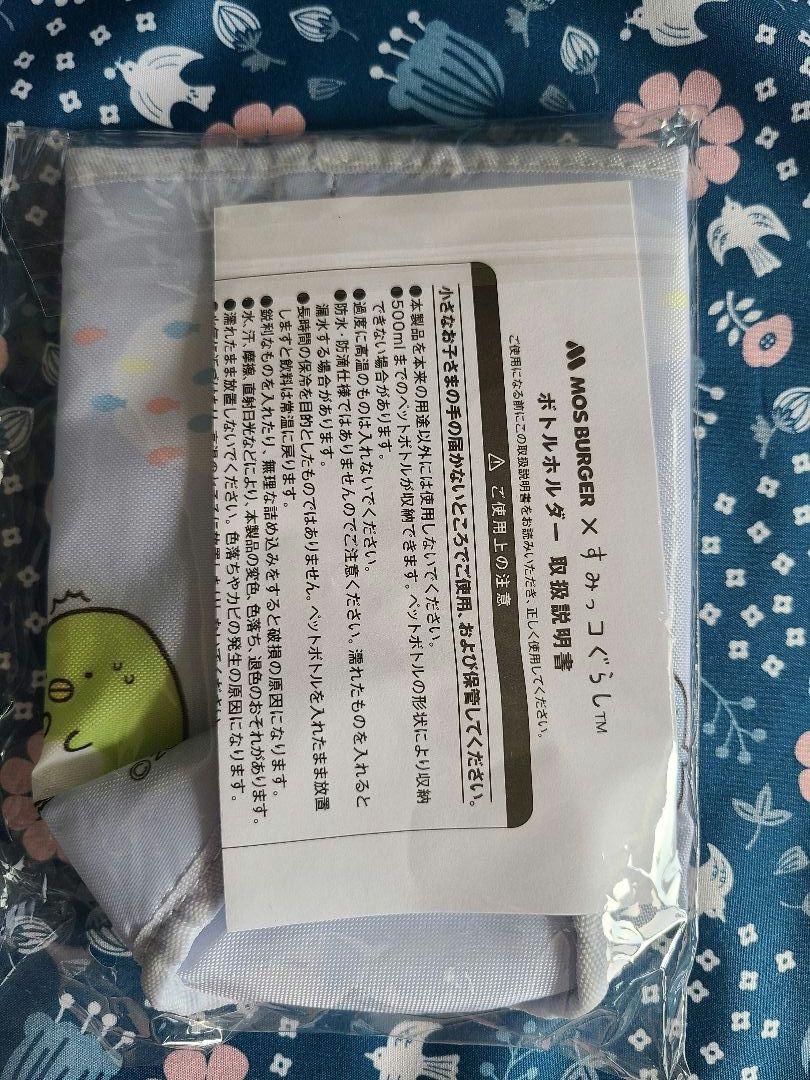 MOS BURGER × すみっコぐらし™
ボトルホルダー 取扱説明書
ご使用になる前にこの取扱説明書をお読みいただき、正しく使用してください。
⚠ ご使用上の注意
小さなお子さまの手の届かないところでご使用、および保管してください。
●本製品を本来の用途以外には使用しないでください。
●500mlまでのペットボトルが収納できます。ペットボトルの形状により収納
できない場合があります。
●過度に高温のものは入れないでください。
●防水・防滴仕様ではありませんのでご注意ください。濡れたものを入れると
漏水する場合があります。
●長時間の保冷を目的としたものではありません。ペットボトルを入れたまま放置
しますと飲料は常温に戻ります。
●鋭利なものを入れたり、無理な詰め込みをすると破損の原因になります。
●水、汗、摩擦、直射日光などにより、本製品の変色、色落ち、退色のおそれがあります。
●濡れたまま放置しないでください。色落ちやカビの発生の原因になります。